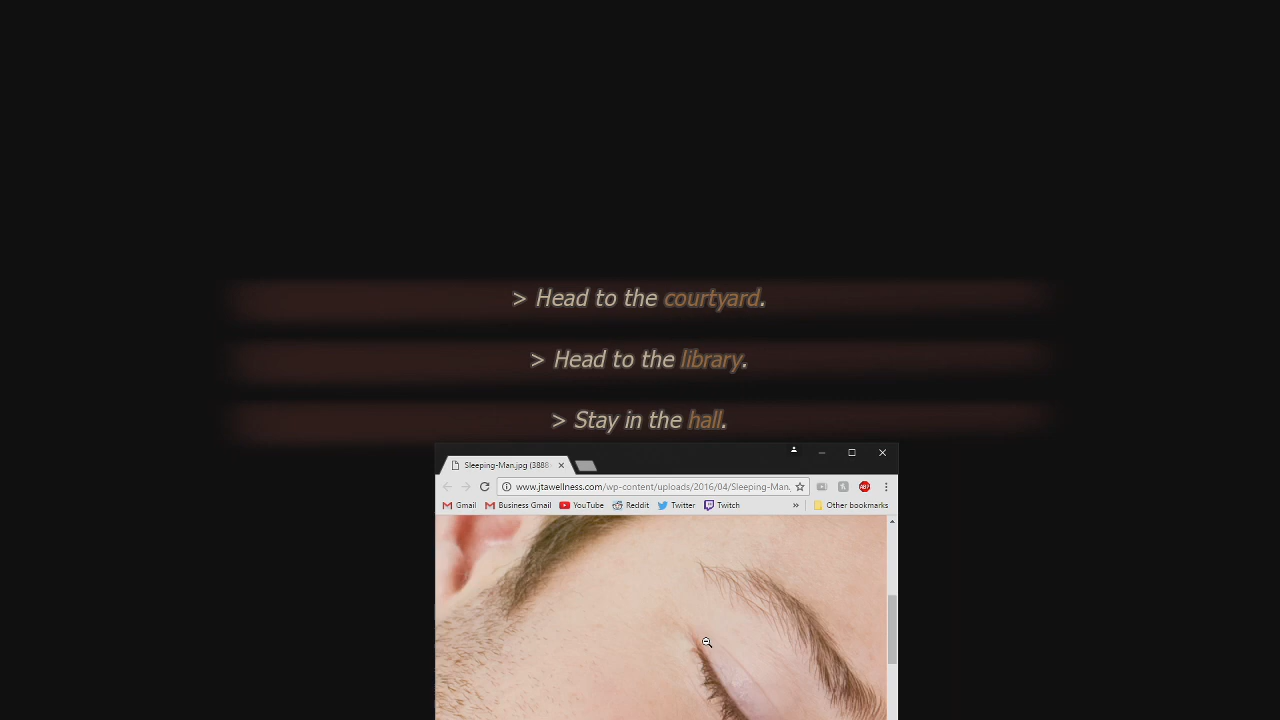 > Head to the courtyard.
> Head to the library.
> Stay in the hall.
Sleeping-Man.jpg (3888
www.jtawellness.com/wp-content/uploads/2016/04/Sleeping-Man.
Gmail Business Gmail YouTube Reddit Twitter Twitch » Other bookmarks